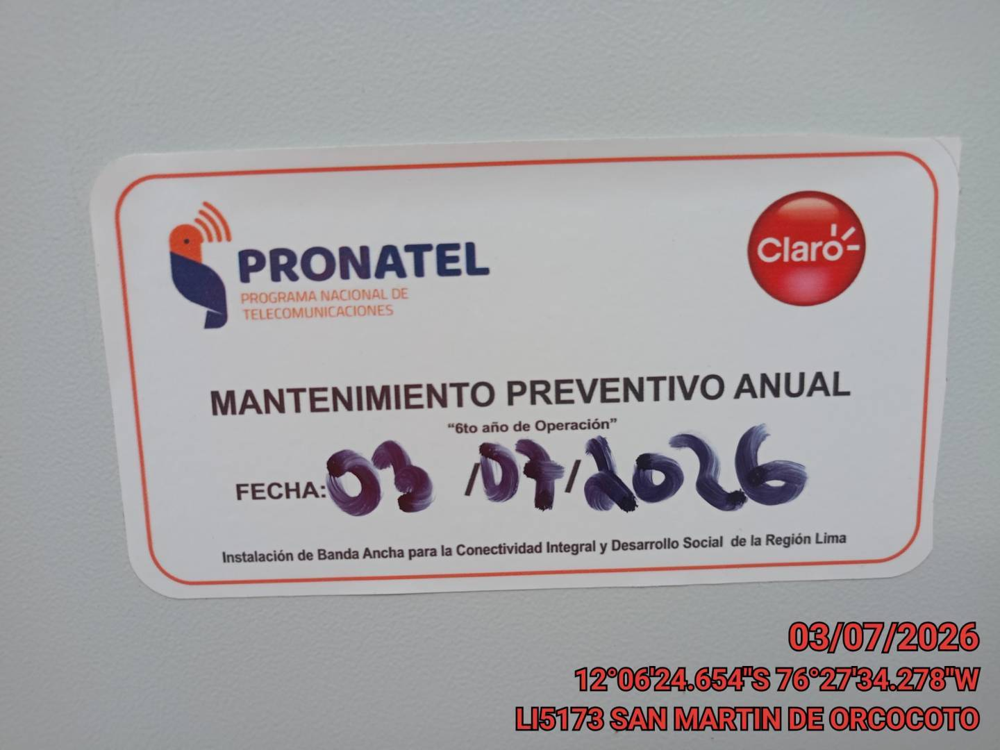 PRONATEL
PROGRAMA NACIONAL DE
TELECOMUNICACIONES
Claro
MANTENIMIENTO PREVENTIVO ANUAL
“6to año de Operación”
FECHA: 03 /07/2026
Instalación de Banda Ancha para la Conectividad Integral y Desarrollo Social de la Región Lima
03/07/2026
12°06'24.654"S 76°27'34.278"W
LI5173 SAN MARTIN DE ORCOCOTO